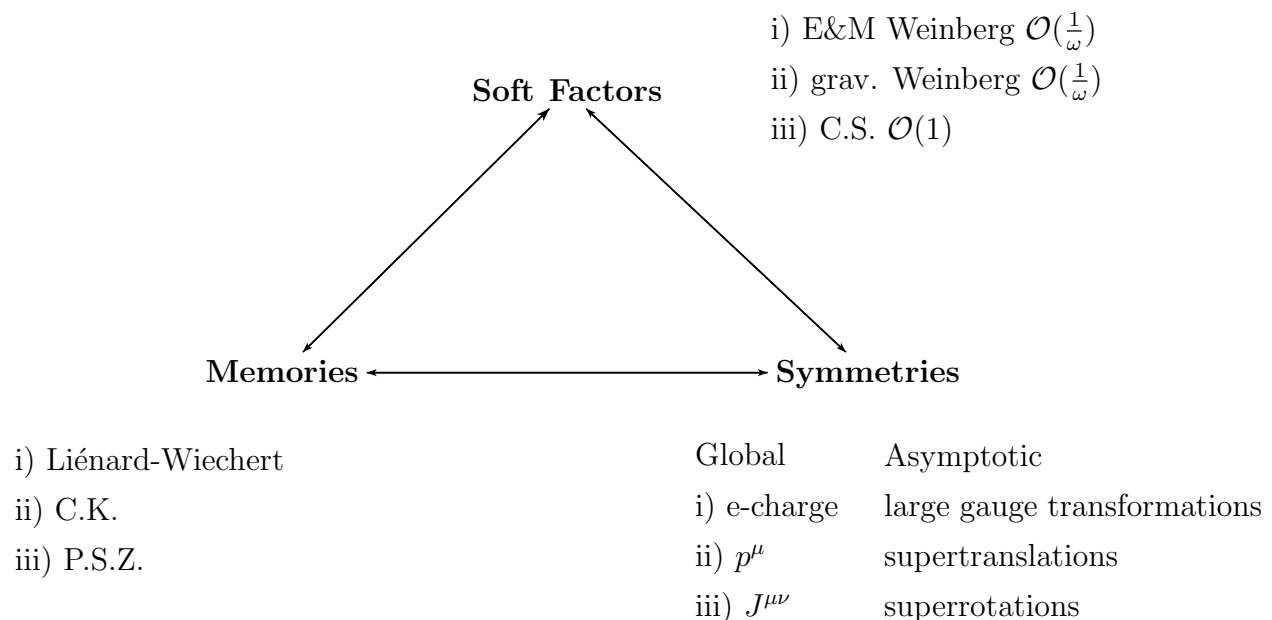 i) E&M Weinberg 𝒪(1/ω)
Soft Factors
ii) grav. Weinberg 𝒪(1/ω)
iii) C.S. 𝒪(1)
Memories
Symmetries
i) Liénard-Wiechert
ii) C.K.
iii) P.S.Z.
Global Asymptotic
i) e-charge large gauge transformations
ii) p^μ supertranslations
iii) J^{μν} superrotations